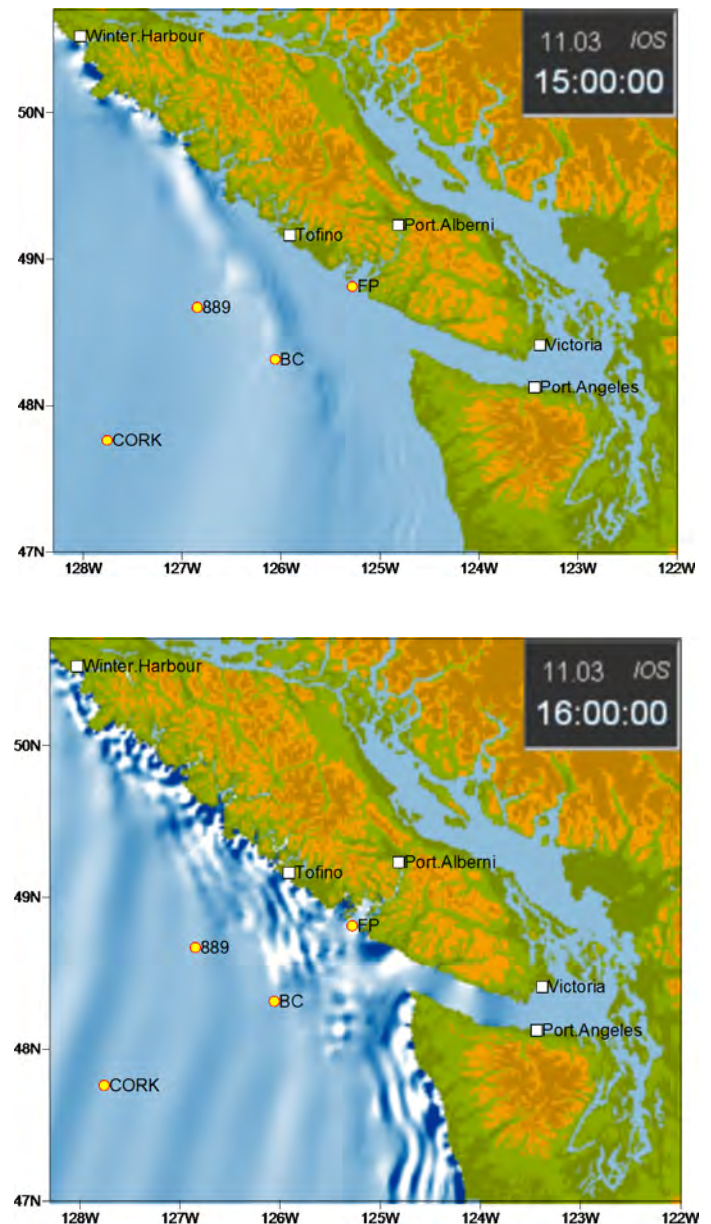 Winter.Harbour
11.03 IOS
15:00:00
50N
Port.Alberni
Tofino
49N
FP
889
Victoria
BC
Port.Angeles
48N
CORK
47N
128W 127W 126W 125W 124W 123W 122W
Winter.Harbour
11.03 IOS
16:00:00
50N
Port.Alberni
Tofino
49N
FP
889
Victoria
BC
Port.Angeles
48N
CORK
47N
128W 127W 126W 125W 124W 123W 122W